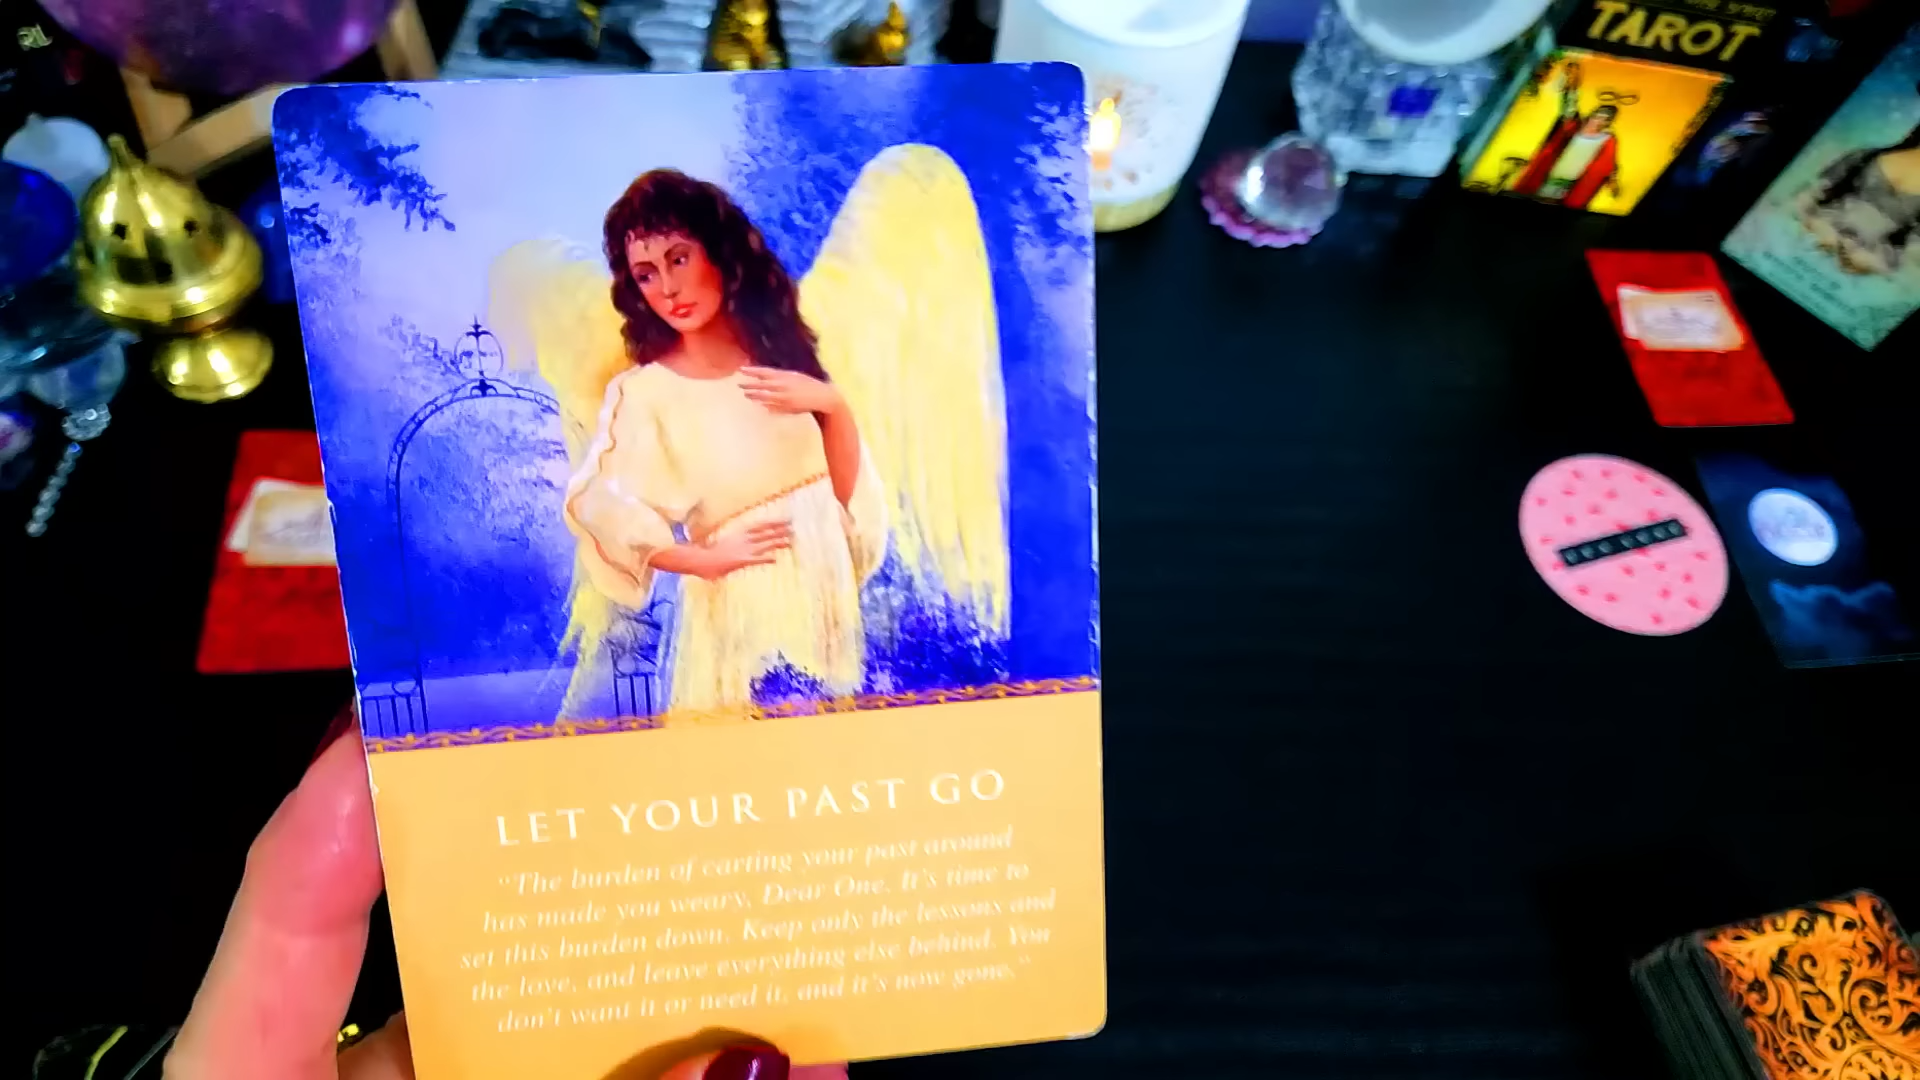 TAROT
LET YOUR PAST GO
"The burden of carting your past around
has made you weary, Dear One. It's time to
set this burden down. Keep only the lessons and
the love, and leave everything else behind. You
don't want it or need it, and it's now gone."